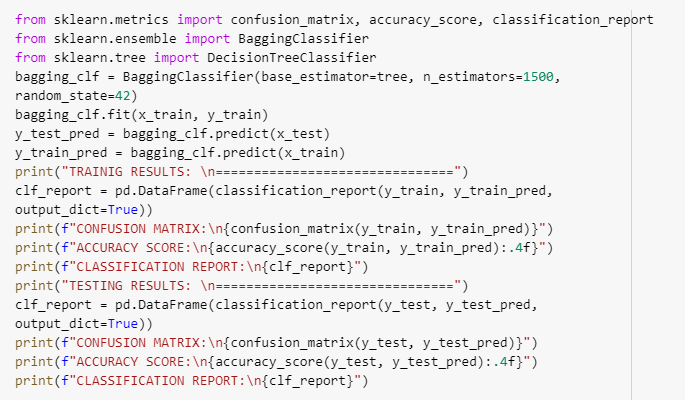 from sklearn.metrics import confusion_matrix, accuracy_score, classification_report
from sklearn.ensemble import BaggingClassifier
from sklearn.tree import DecisionTreeClassifier
bagging_clf = BaggingClassifier(base_estimator=tree, n_estimators=1500,
random_state=42)
bagging_clf.fit(x_train, y_train)
y_test_pred = bagging_clf.predict(x_test)
y_train_pred = bagging_clf.predict(x_train)
print("TRAINIG RESULTS: \n===============================")
clf_report = pd.DataFrame(classification_report(y_train, y_train_pred,
output_dict=True))
print(f"CONFUSION MATRIX:\n{confusion_matrix(y_train, y_train_pred)}")
print(f"ACCURACY SCORE:\n{accuracy_score(y_train, y_train_pred):.4f}")
print(f"CLASSIFICATION REPORT:\n{clf_report}")
print("TESTING RESULTS: \n===============================")
clf_report = pd.DataFrame(classification_report(y_test, y_test_pred,
output_dict=True))
print(f"CONFUSION MATRIX:\n{confusion_matrix(y_test, y_test_pred)}")
print(f"ACCURACY SCORE:\n{accuracy_score(y_test, y_test_pred):.4f}")
print(f"CLASSIFICATION REPORT:\n{clf_report}")